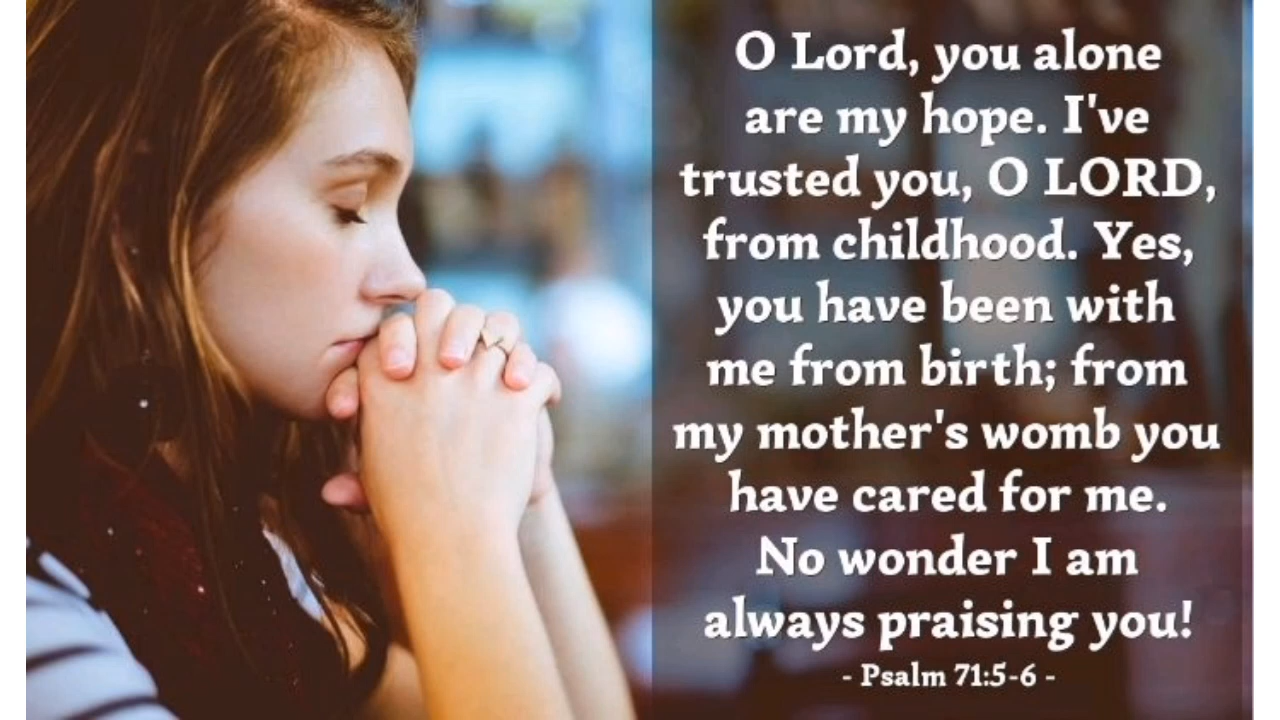 O Lord, you alone
are my hope. I've
trusted you, O LORD,
from childhood. Yes,
you have been with
me from birth; from
my mother's womb you
have cared for me.
No wonder I am
always praising you!
- Psalm 71:5-6 -